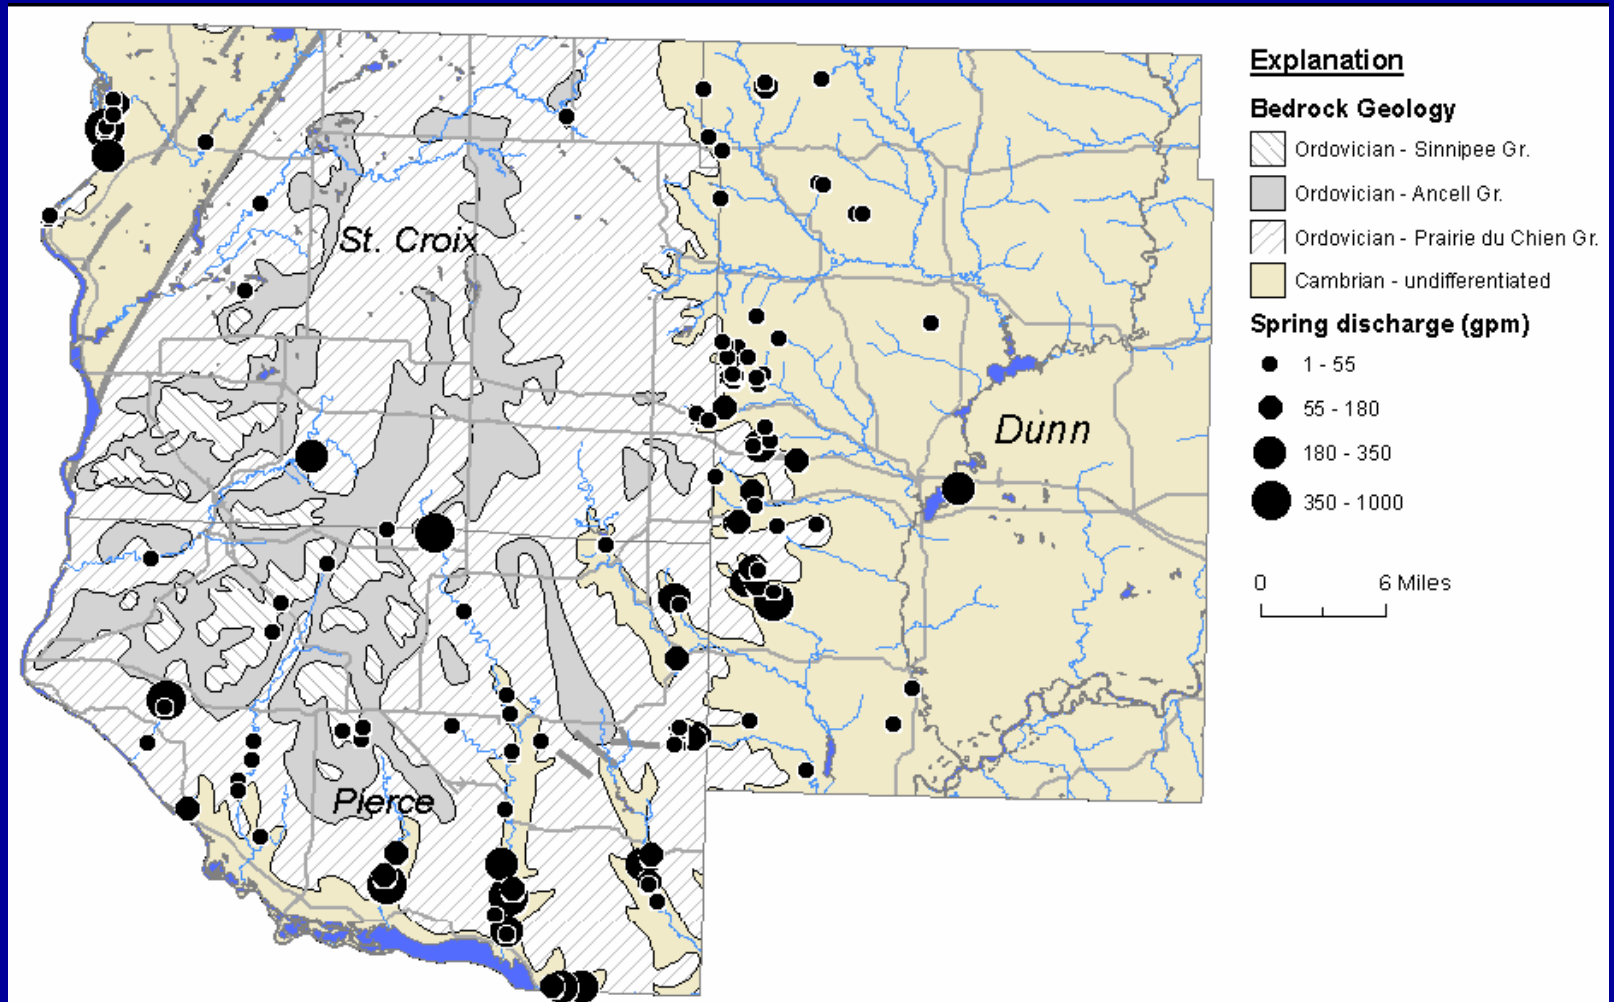 Explanation
Bedrock Geology
Ordovician - Sinnipee Gr.
Ordovician - Ancell Gr.
Ordovician - Prairie du Chien Gr.
Cambrian - undifferentiated
Spring discharge (gpm)
1 - 55
55 - 180
180 - 350
350 - 1000
0 6 Miles
St. Croix
Dunn
Pierce